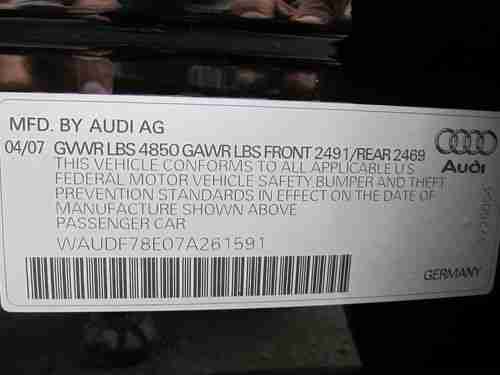 MFD. BY AUDI AG
04/07 GVWR LBS 4850 GAWR LBS FRONT 2491/REAR 2469
THIS VEHICLE CONFORMS TO ALL APPLICABLE U.S.
FEDERAL MOTOR VEHICLE SAFETY, BUMPER AND THEFT
PREVENTION STANDARDS IN EFFECT ON THE DATE OF
MANUFACTURE SHOWN ABOVE
PASSENGER CAR
WAUDF78E07A261591
Audi
GERMANY